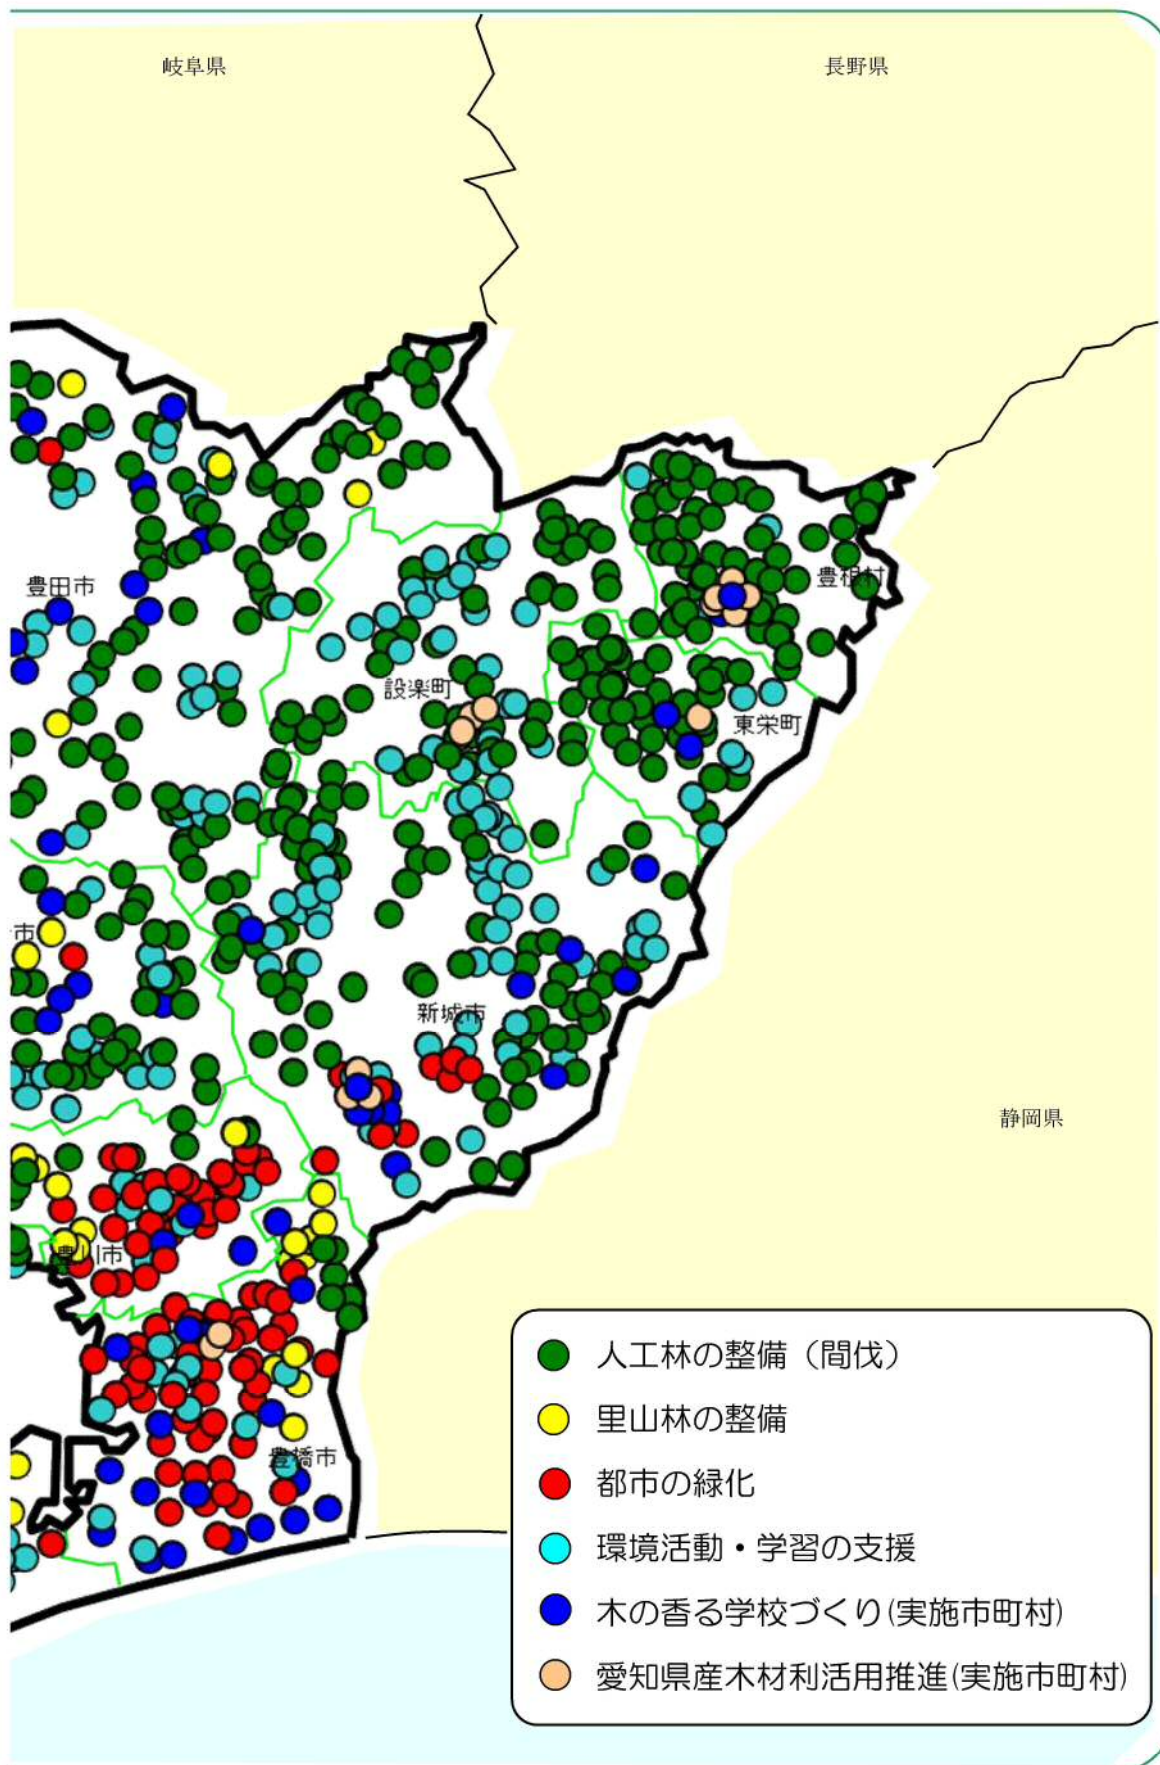 岐阜県
長野県
豊田市
豊根村
設楽町
東栄町
市
新城市
静岡県
豊川市
豊橋市
人工林の整備（間伐）
里山林の整備
都市の緑化
環境活動・学習の支援
木の香る学校づくり(実施市町村)
愛知県産木材利活用推進(実施市町村)